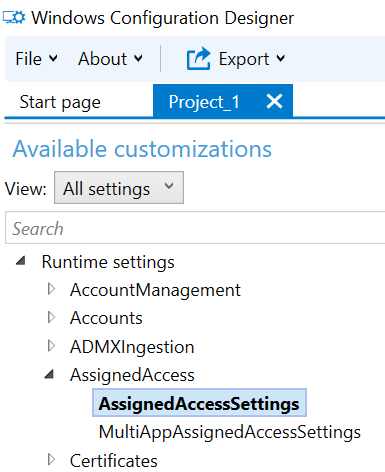 Windows Configuration Designer
File About Export
Start page Project_1
Available customizations
View: All settings
Search
Runtime settings
AccountManagement
Accounts
ADMXIngestion
AssignedAccess
AssignedAccessSettings
MultiAppAssignedAccessSettings
Certificates